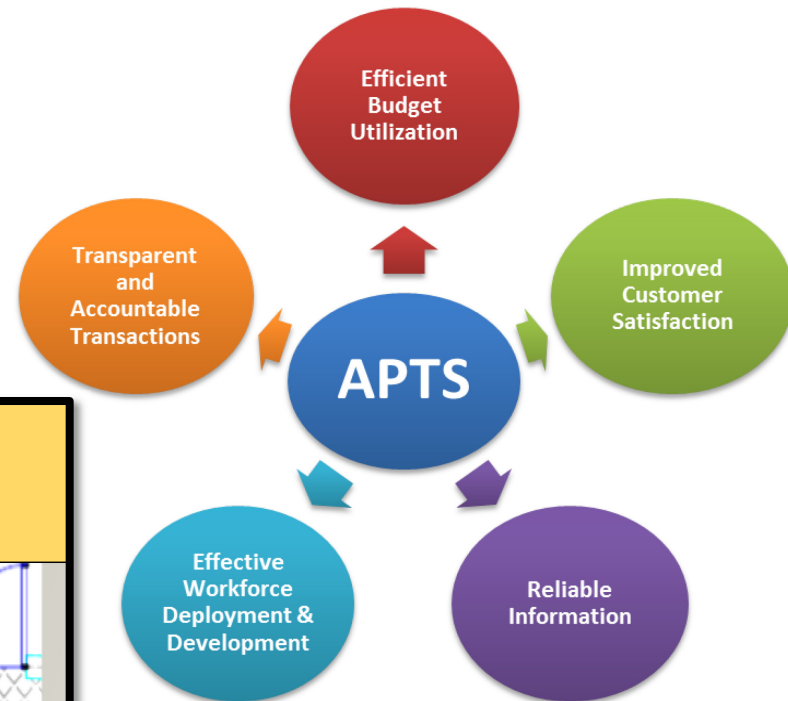 Efficient
Budget
Utilization
Transparent
and
Accountable
Transactions
Improved
Customer
Satisfaction
APTS
Effective
Workforce
Deployment &
Development
Reliable
Information